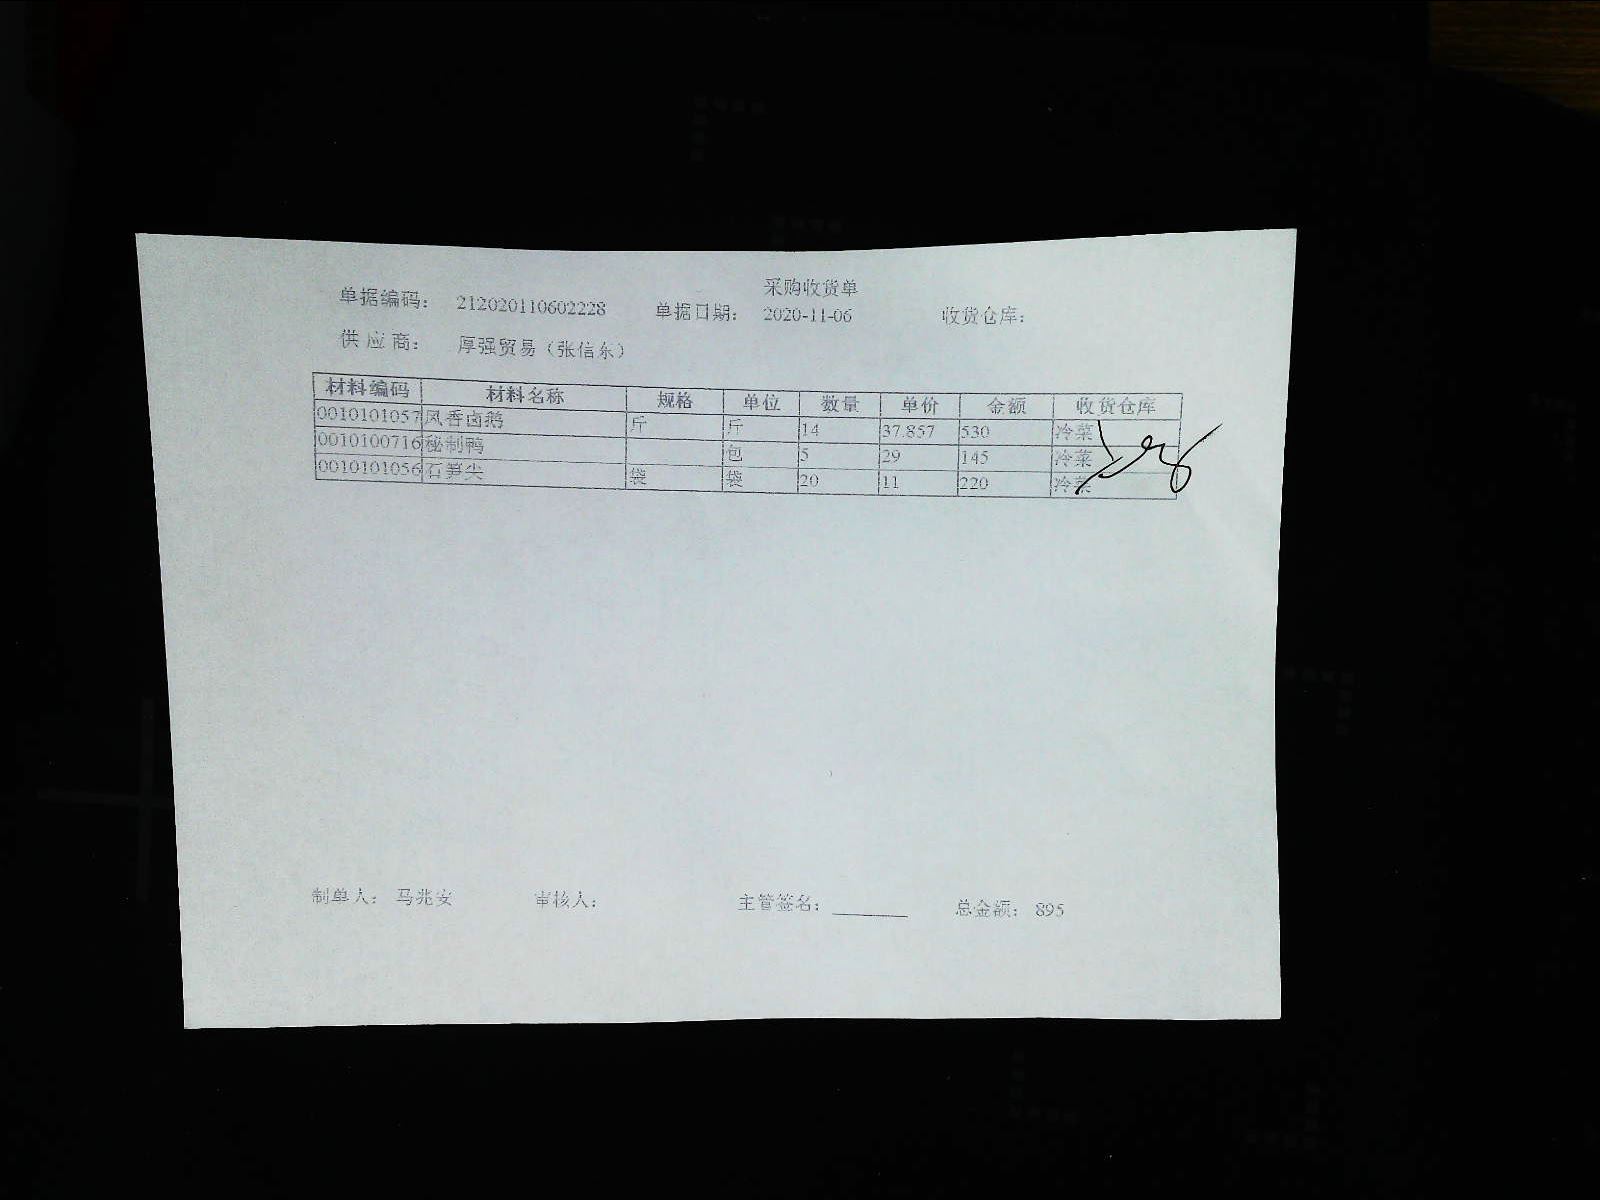 采购收货单
单据编码： 212020110602228 单据日期： 2020-11-06 收货仓库：
供 应 商： 厚强贸易（张信东）
材料编码 材料名称 规格 单位 数量 单价 金额 收货仓库
0010101057 凤香卤鹅 斤 斤 14 37.857 530 冷菜
0010100716 秘制鸭 包 5 29 145 冷菜
0010101056 石笋尖 袋 袋 20 11 220 冷菜
制单人： 马兆安 审核人： 主管签名： 总金额： 895